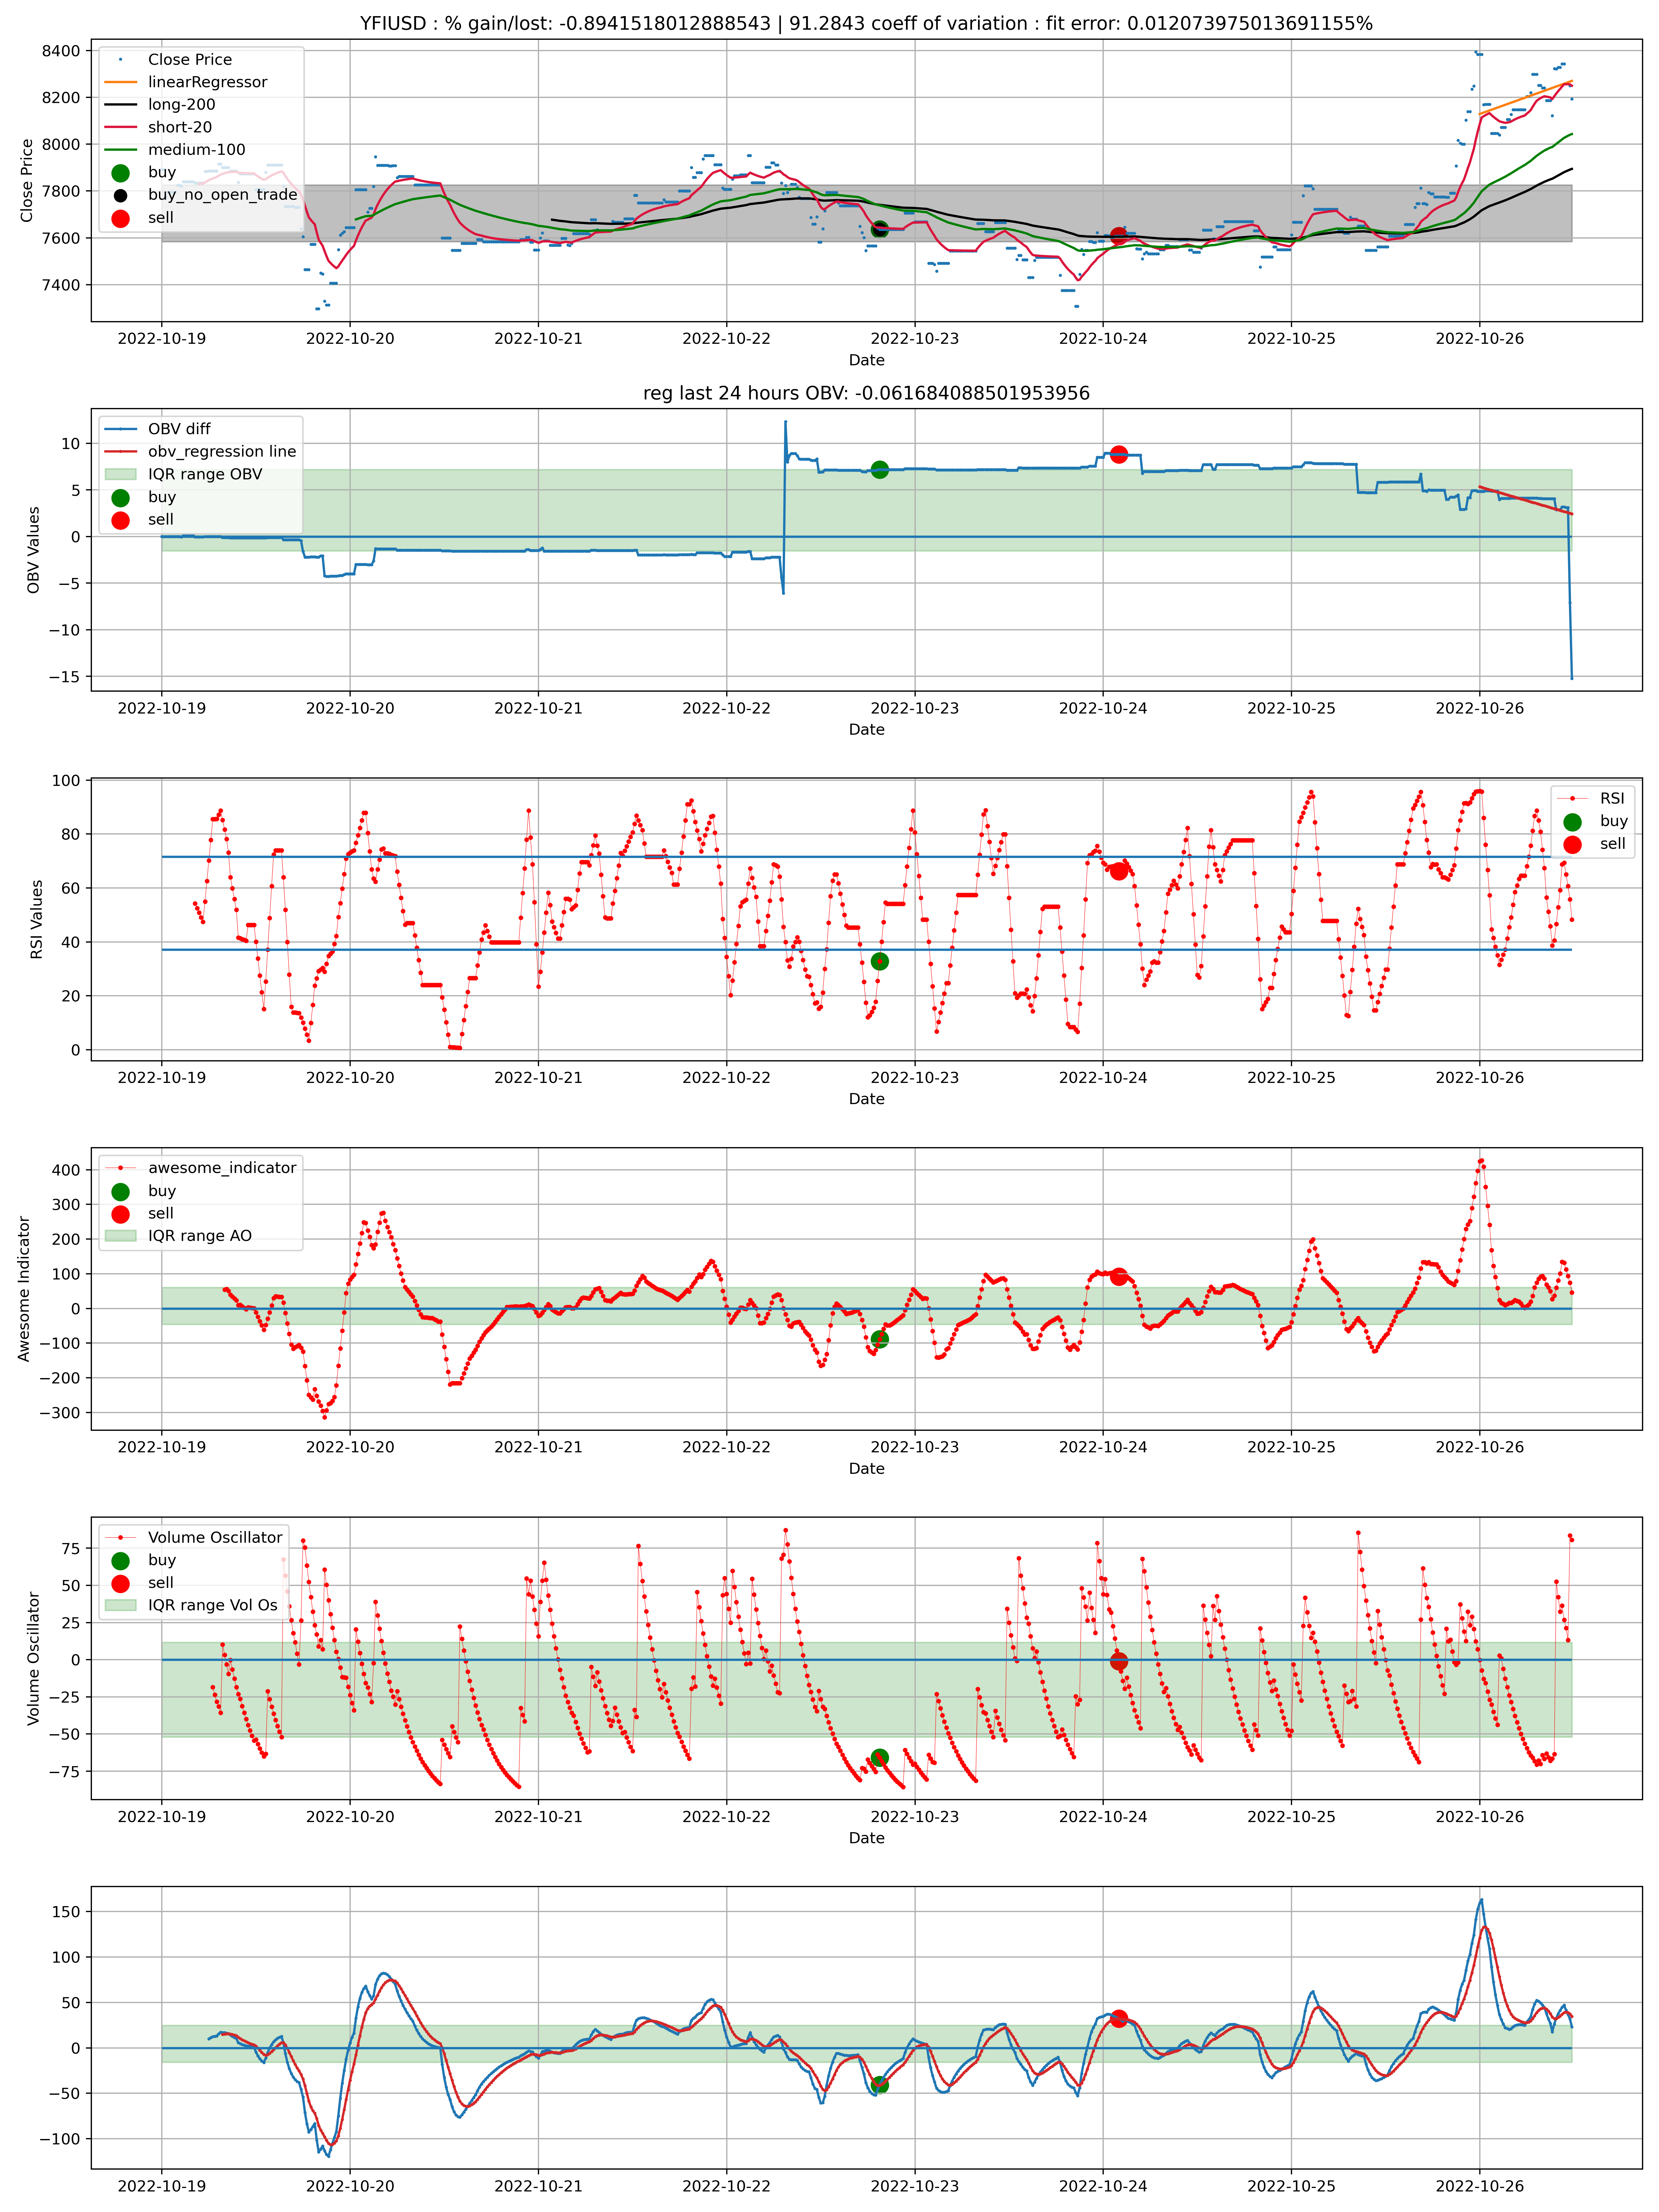 YFIUSD : % gain/lost: -0.8941518012888543 | 91.2843 coeff of variation : fit error: 0.012073975013691155%
Close Price
linearRegressor
long-200
short-20
medium-100
buy
buy_no_open_trade
sell
8400
8200
8000
7800
7600
7400
Close Price
2022-10-19 2022-10-20 2022-10-21 2022-10-22 2022-10-23 2022-10-24 2022-10-25 2022-10-26
Date
reg last 24 hours OBV: -0.061684088501953956
OBV diff
obv_regression line
IQR range OBV
buy
sell
10
5
0
−5
−10
−15
OBV Values
2022-10-19 2022-10-20 2022-10-21 2022-10-22 2022-10-23 2022-10-24 2022-10-25 2022-10-26
Date
RSI
buy
sell
100
80
60
40
20
0
RSI Values
2022-10-19 2022-10-20 2022-10-21 2022-10-22 2022-10-23 2022-10-24 2022-10-25 2022-10-26
Date
awesome_indicator
buy
sell
IQR range AO
400
300
200
100
0
−100
−200
−300
Awesome Indicator
2022-10-19 2022-10-20 2022-10-21 2022-10-22 2022-10-23 2022-10-24 2022-10-25 2022-10-26
Date
Volume Oscillator
buy
sell
IQR range Vol Os
75
50
25
0
−25
−50
−75
Volume Oscillator
2022-10-19 2022-10-20 2022-10-21 2022-10-22 2022-10-23 2022-10-24 2022-10-25 2022-10-26
Date
150
100
50
0
−50
−100
2022-10-19 2022-10-20 2022-10-21 2022-10-22 2022-10-23 2022-10-24 2022-10-25 2022-10-26